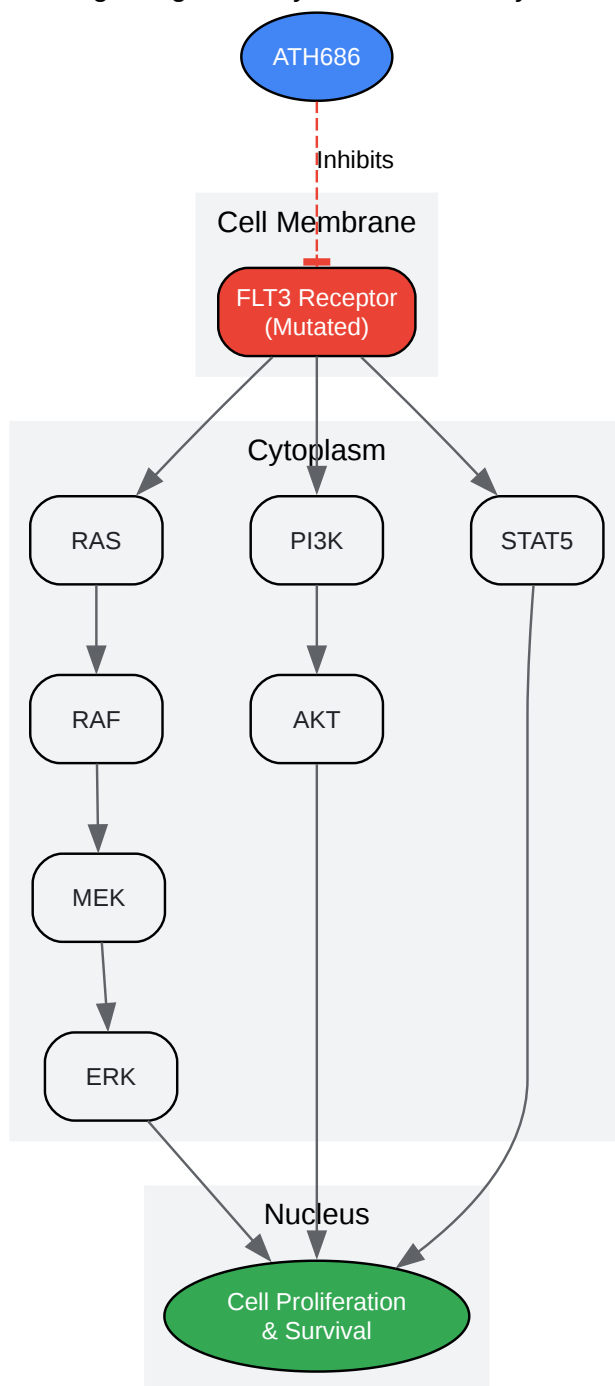 ATH686
Inhibits
Cell Membrane
FLT3 Receptor
(Mutated)
Cytoplasm
RAS
PI3K
STAT5
RAF
AKT
MEK
ERK
Nucleus
Cell Proliferation
& Survival